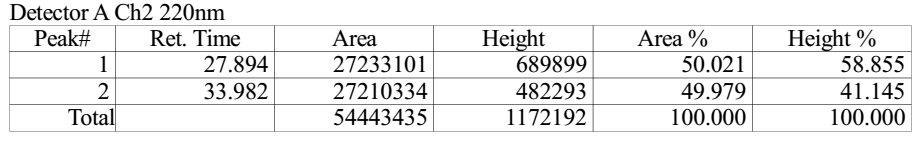 Detector A Ch2 220nm
Peak# Ret. Time Area Height Area % Height %
1 27.894 27233101 689899 50.021 58.855
2 33.982 27210334 482293 49.979 41.145
Total 54443435 1172192 100.000 100.000